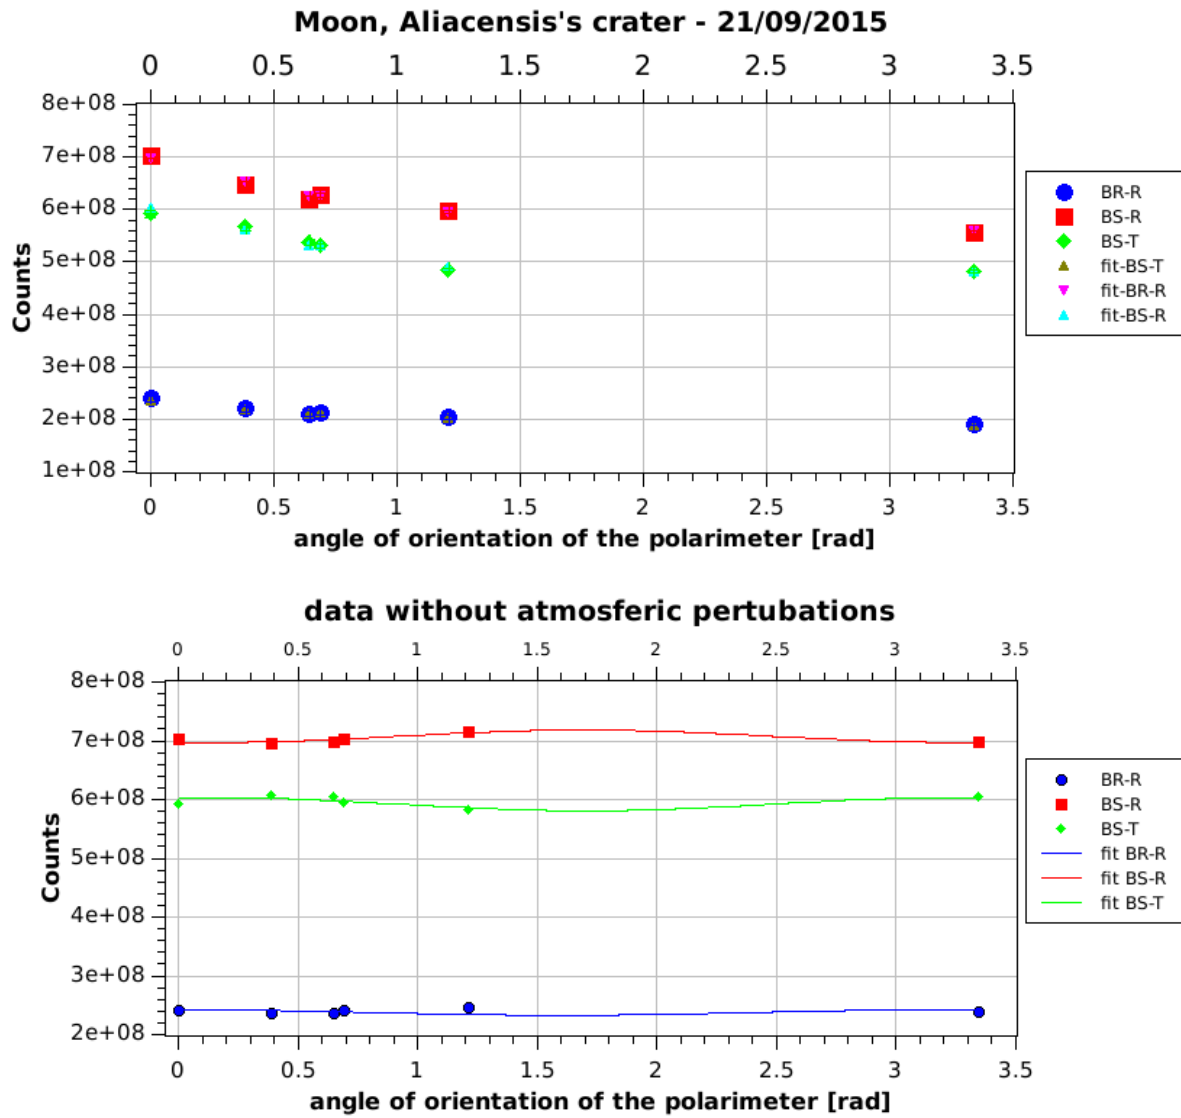 Moon, Aliacensis's crater - 21/09/2015
0 0.5 1 1.5 2 2.5 3 3.5
8e+08
7e+08
6e+08
5e+08
4e+08
3e+08
2e+08
1e+08
Counts
0 0.5 1 1.5 2 2.5 3 3.5
angle of orientation of the polarimeter [rad]
BR-R
BS-R
BS-T
fit-BS-T
fit-BR-R
fit-BS-R
data without atmosferic pertubations
0 0.5 1 1.5 2 2.5 3 3.5
8e+08
7e+08
6e+08
5e+08
4e+08
3e+08
2e+08
Counts
0 0.5 1 1.5 2 2.5 3 3.5
angle of orientation of the polarimeter [rad]
BR-R
BS-R
BS-T
fit BR-R
fit BS-R
fit BS-T